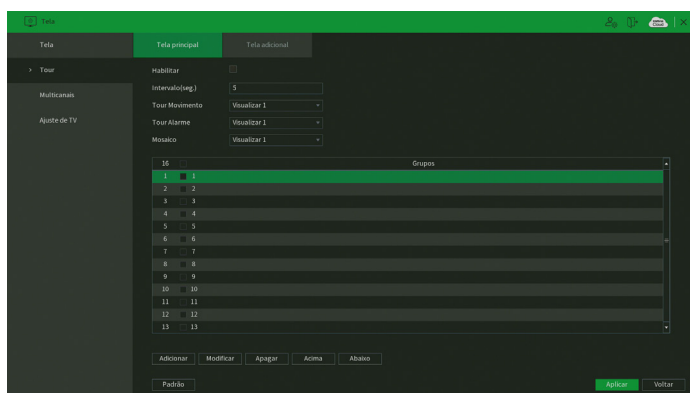 Tela
Tela
Tela principal
Tela adicional
> Tour
Multicanais
Ajuste de TV
Habilitar
Intervalo(seg.) 5
Tour Movimento Visualizar 1
Tour Alarme Visualizar 1
Mosaico Visualizar 1
16 Grupos
1 1
2 2
3 3
4 4
5 5
6 6
7 7
8 8
9 9
10 10
11 11
12 12
13 13
Adicionar Modificar Apagar Acima Abaixo
Padrão Aplicar Voltar